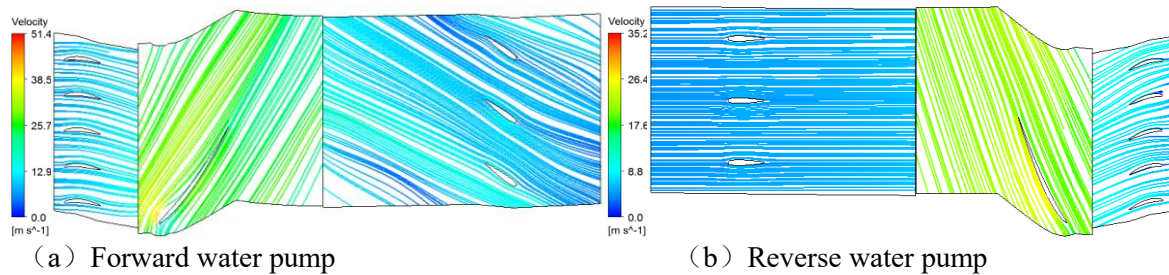 Velocity
51.4
38.5
25.7
12.9
0.0
[m s^-1]
Velocity
35.2
26.4
17.6
8.8
0.0
[m s^-1]
（a）Forward water pump
（b）Reverse water pump